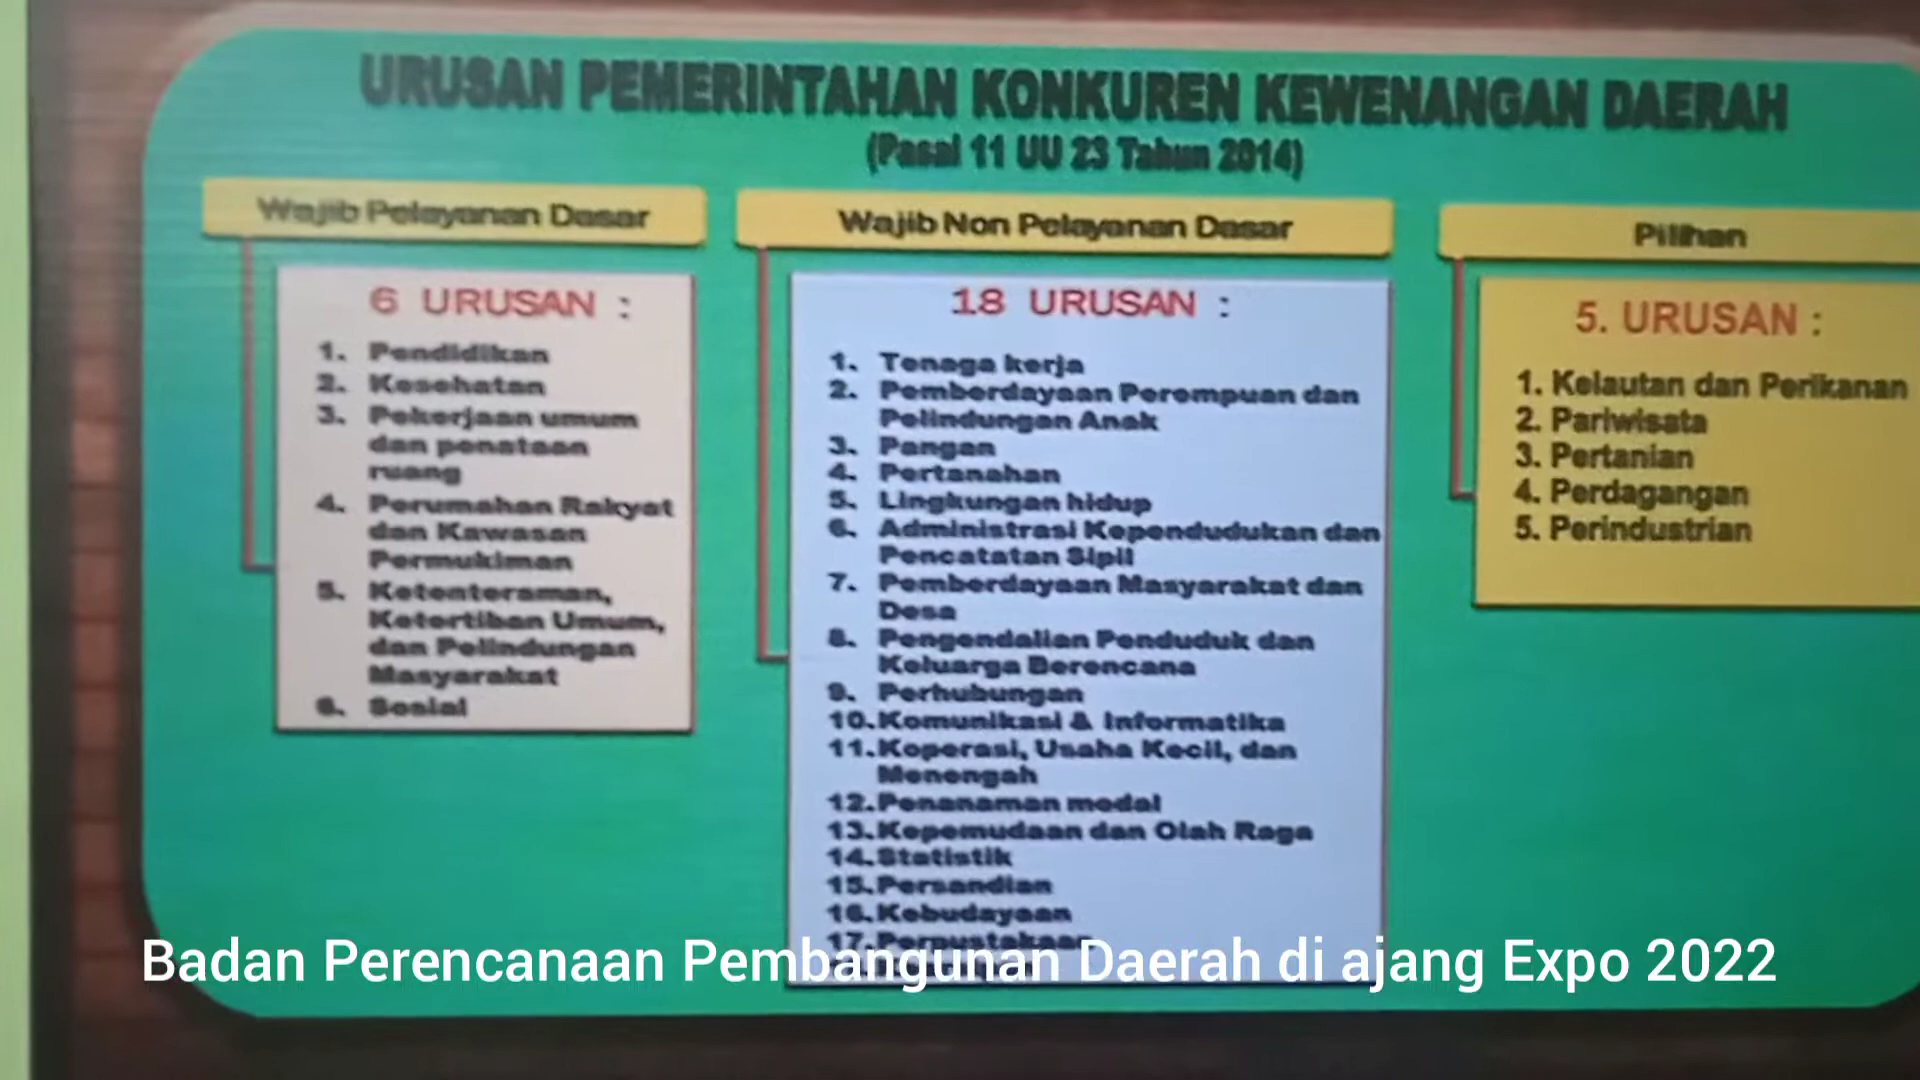 URUSAN PEMERINTAHAN KONKUREN KEWENANGAN DAERAH
(Pasal 11 UU 23 Tahun 2014)
Wajib Pelayanan Dasar
6 URUSAN :
1. Pendidikan
2. Kesehatan
3. Pekerjaan umum
dan penataan
ruang
4. Perumahan Rakyat
dan Kawasan
Permukiman
5. Ketenteraman,
Ketertiban Umum,
dan Pelindungan
Masyarakat
6. Sosial
Wajib Non Pelayanan Dasar
18 URUSAN :
1. Tenaga kerja
2. Pemberdayaan Perempuan dan
Pelindungan Anak
3. Pangan
4. Pertanahan
5. Lingkungan hidup
6. Administrasi Kependudukan dan
Pencatatan Sipil
7. Pemberdayaan Masyarakat dan
Desa
8. Pengendalian Penduduk dan
Keluarga Berencana
9. Perhubungan
10. Komunikasi & Informatika
11. Koperasi, Usaha Kecil, dan
Menengah
12. Penanaman modal
13. Kepemudaan dan Olah Raga
14. Statistik
15. Persandian
16. Kebudayaan
17. Perpustakaan
Pilihan
5. URUSAN :
1. Kelautan dan Perikanan
2. Pariwisata
3. Pertanian
4. Perdagangan
5. Perindustrian
Badan Perencanaan Pembangunan Daerah di ajang Expo 2022